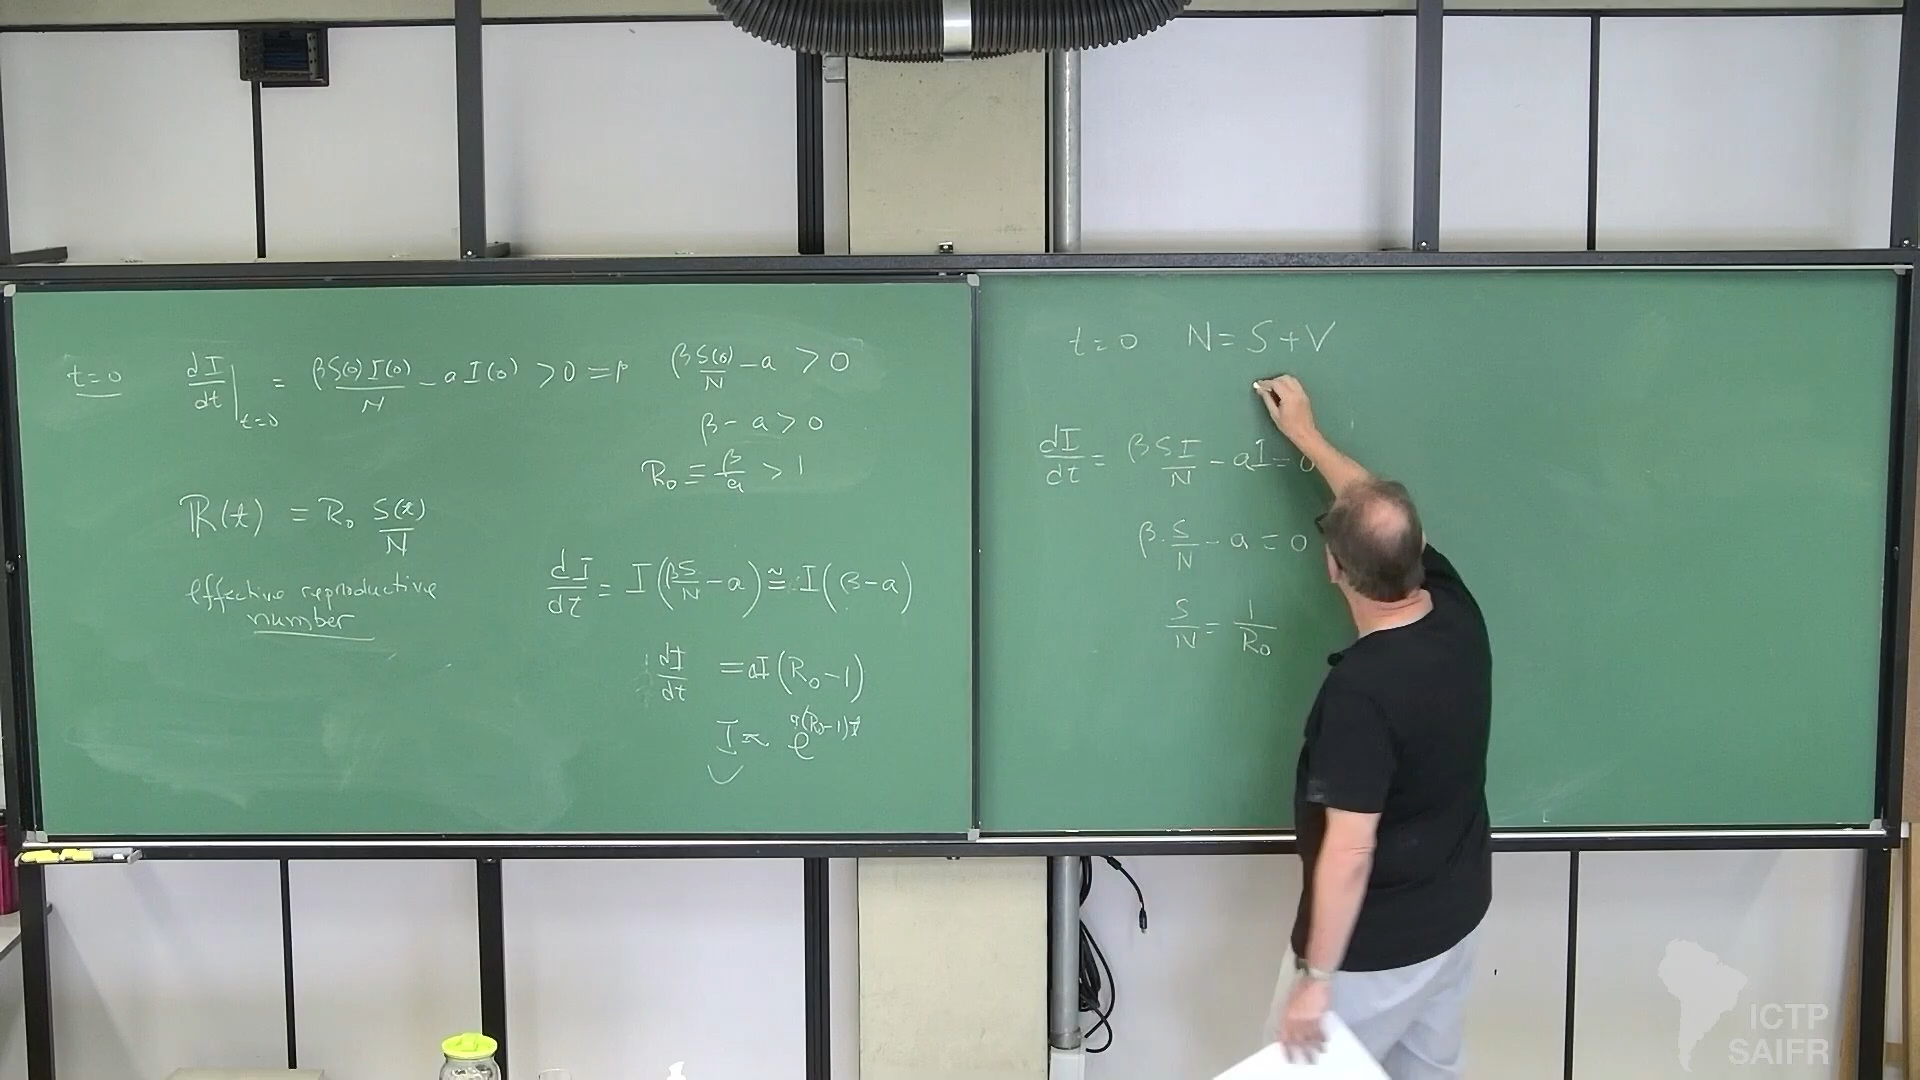 t=0 dI/dt|t=0 = βS(0)I(0)/N - aI(0) > 0 ⇒ βS(0)/N - a > 0
β - a > 0
R₀ ≡ β/a > 1
R(t) ≡ R₀ S(t)/N
effective reproductive
number
dI/dt = I(βS/N - a) ≅ I(β-a)
dI/dt = aI(R₀-1)
I ≈ e^(a(R₀-1)t)
t=0 N=S+V
dI/dt = βSI/N - aI = 0
β·S/N - a = 0
S/N = 1/R₀
ICTP
SAIFR